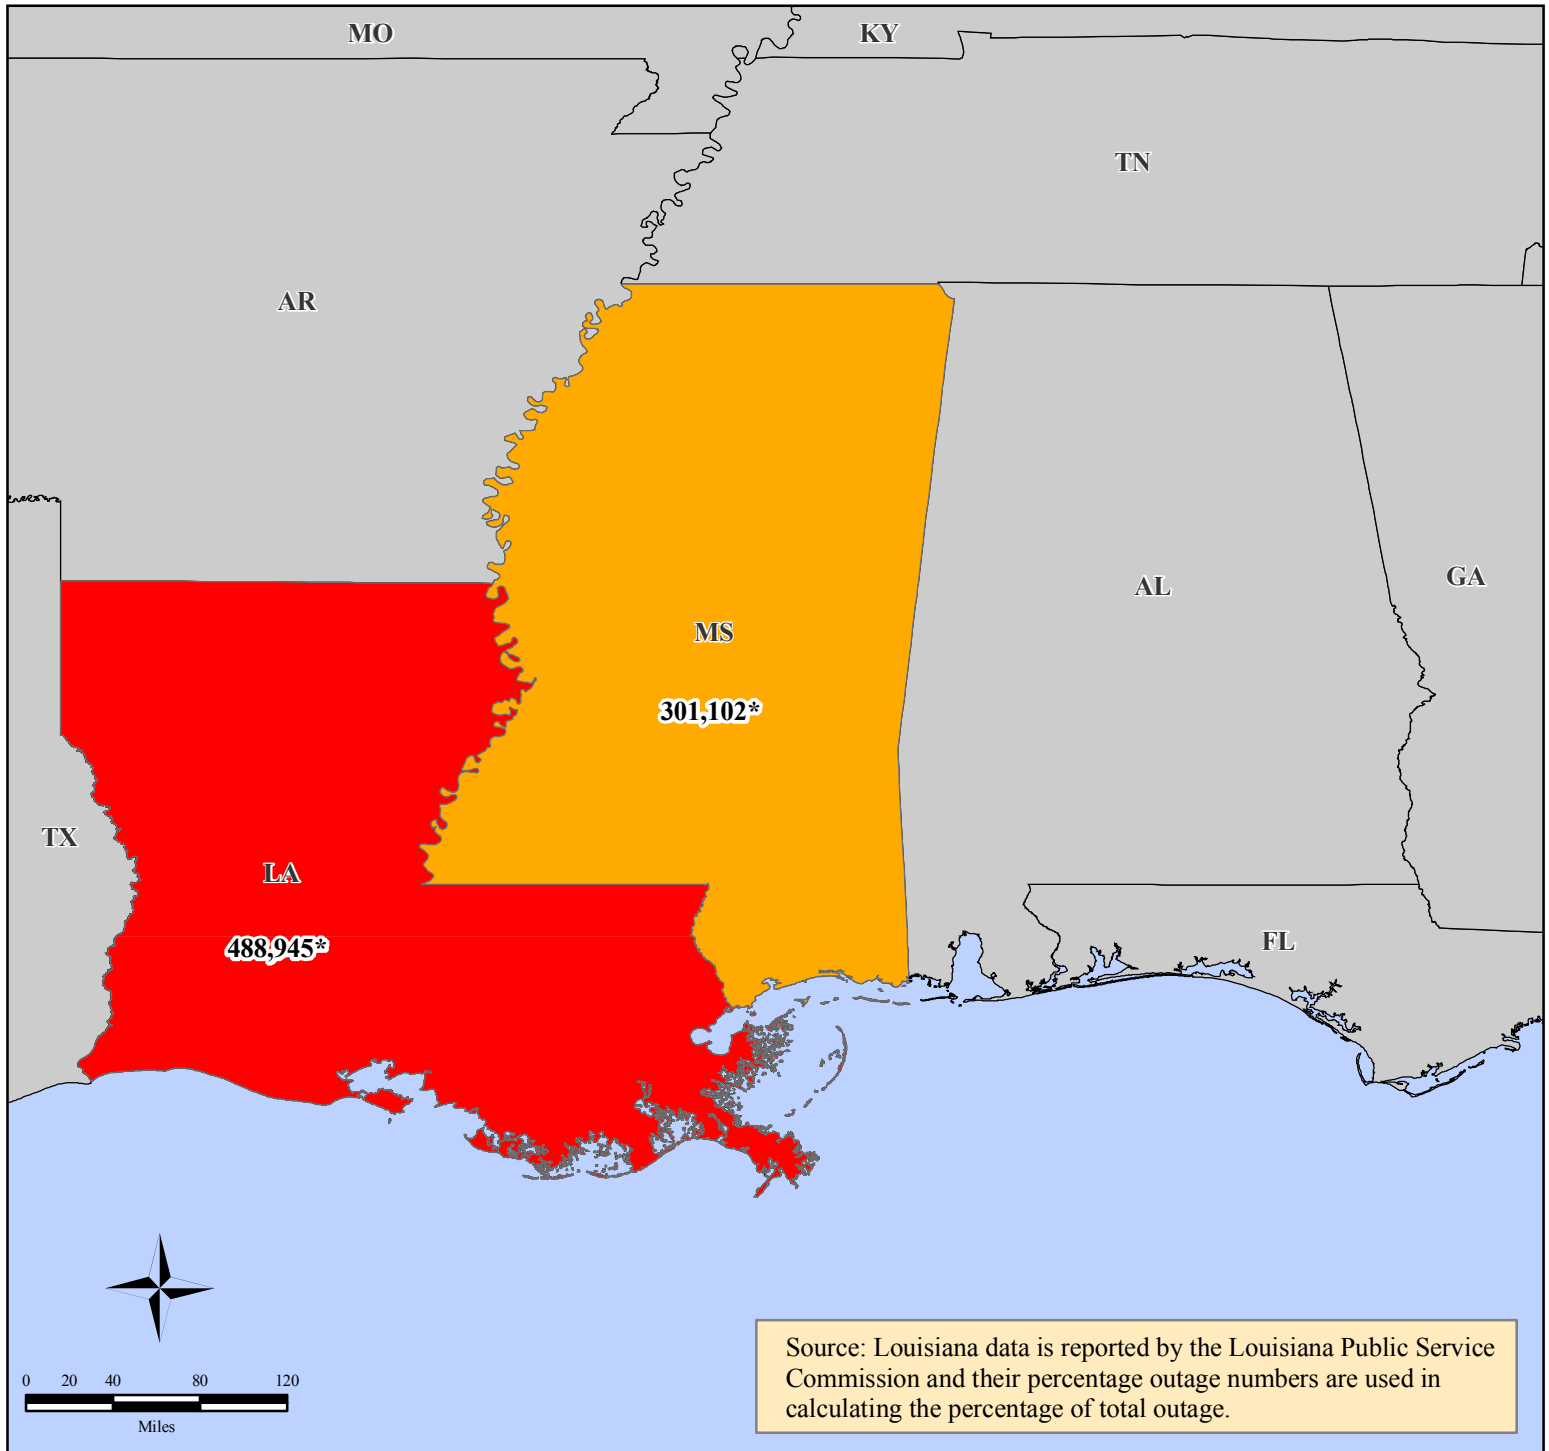 MO
KY
TN
AR
AL
GA
MS
301,102*
TX
LA
488,945*
FL
0 20 40 80 120
Miles
Source: Louisiana data is reported by the Louisiana Public Service
Commission and their percentage outage numbers are used in
calculating the percentage of total outage.